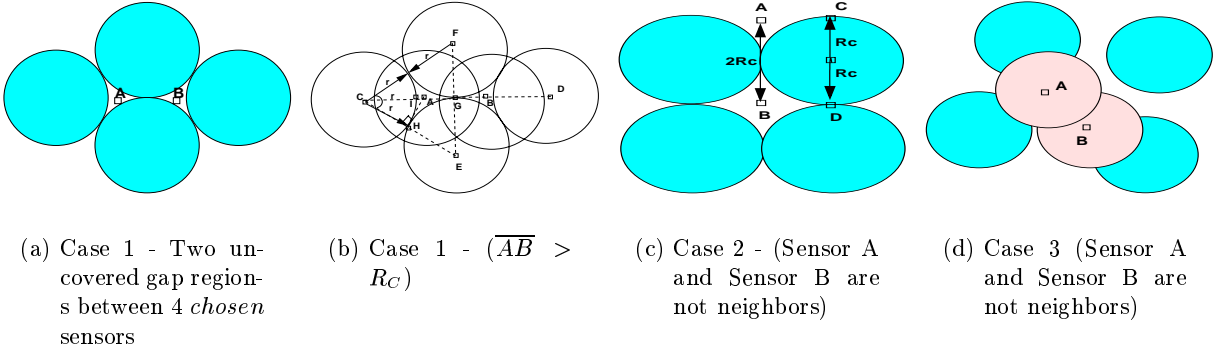 A B
F
r r
C r I A G B D
r
H
E
A C
Rc
2Rc
Rc
B D
A
B
(a) Case 1 - Two un-
covered gap region-
s between 4 chosen
sensors
(b) Case 1 - (AB >
R_C)
(c) Case 2 - (Sensor A
and Sensor B are
not neighbors)
(d) Case 3 (Sensor A
and Sensor B are
not neighbors)